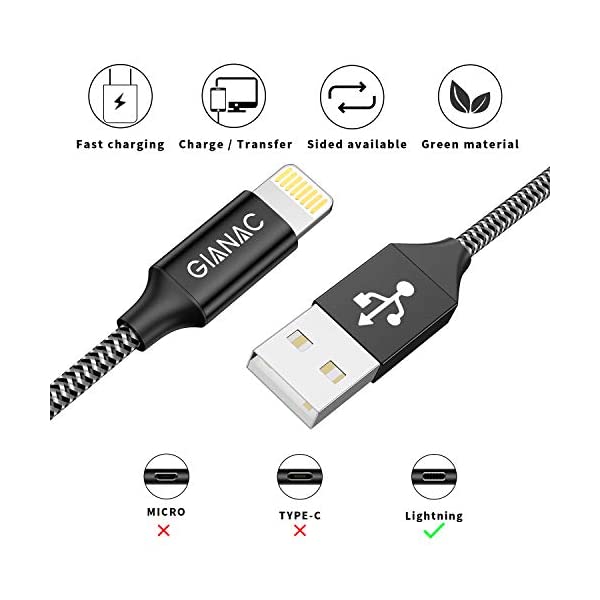 Fast charging
Charge / Transfer
Sided available
Green material
GIANAC
MICRO
TYPE-C
Lightning